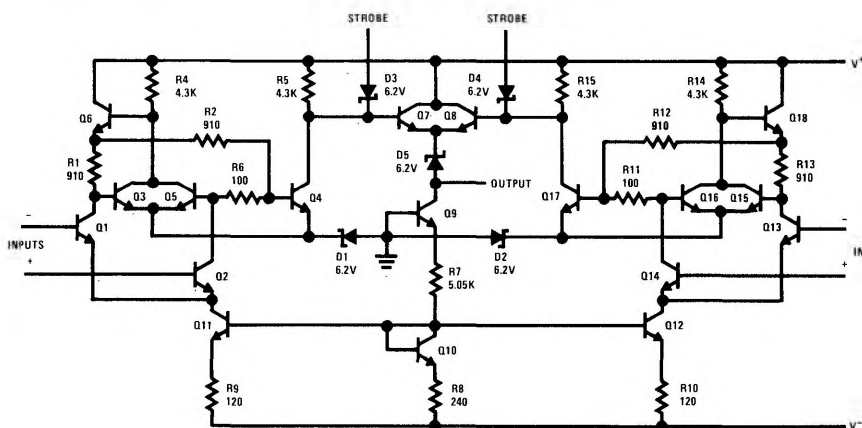 STROBE
STROBE
V+
R4
4.3K
R5
4.3K
D3
6.2V
D4
6.2V
R15
4.3K
R14
4.3K
Q6
R2
910
Q7
Q8
R12
910
Q18
R1
910
D5
6.2V
R13
910
R6
100
R11
100
OUTPUT
Q3
Q5
Q4
Q17
Q16
Q15
−
Q1
Q9
Q13
−
INPUTS
IN
D1
6.2V
D2
6.2V
+
Q2
Q14
+
R7
5.05K
Q11
Q12
Q10
R9
120
R8
240
R10
120
V−